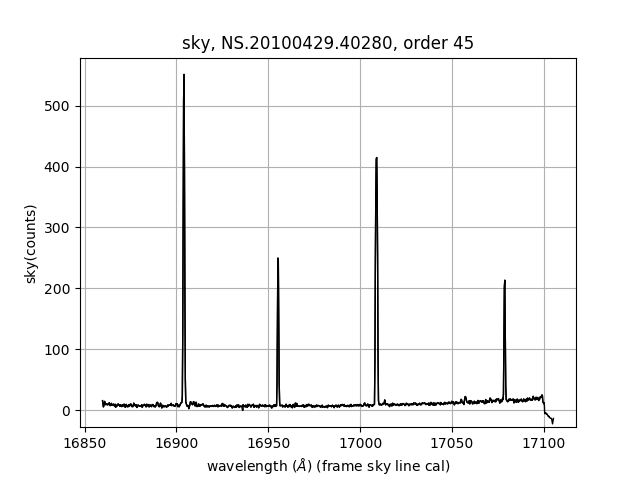 sky, NS.20100429.40280, order 45
500
400
300
200
100
0
sky(counts)
16850 16900 16950 17000 17050 17100
wavelength (Å) (frame sky line cal)